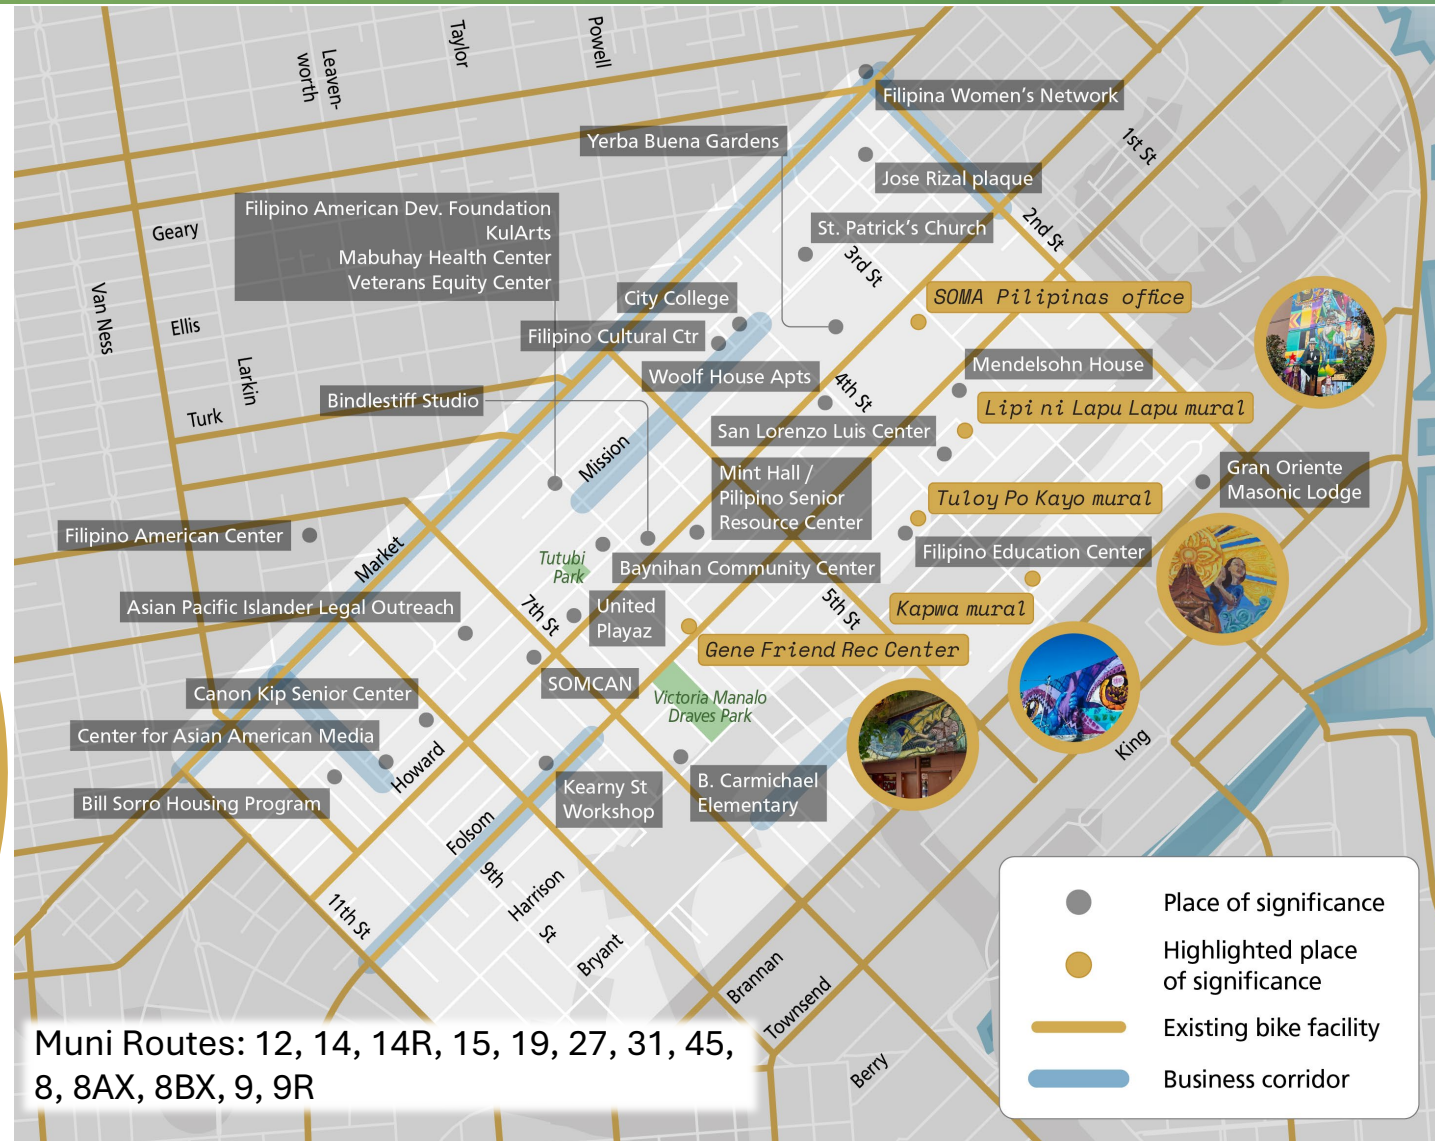 Leaven-
worth
Taylor
Powell
Filipina Women's Network
Yerba Buena Gardens
1st St
Jose Rizal plaque
Filipino American Dev. Foundation
KulArts
Mabuhay Health Center
Veterans Equity Center
Geary
St. Patrick's Church
2nd St
3rd St
SOMA Pilipinas office
City College
Van Ness
Ellis
Filipino Cultural Ctr
Larkin
Woolf House Apts
Mendelsohn House
4th St
Bindlestiff Studio
Turk
Lipi ni Lapu Lapu mural
San Lorenzo Luis Center
Mission
Mint Hall /
Pilipino Senior
Resource Center
Gran Oriente
Masonic Lodge
Tuloy Po Kayo mural
Filipino American Center
Market
Tutubi
Park
Baynihan Community Center
Filipino Education Center
Asian Pacific Islander Legal Outreach
7th St
United
Playaz
5th St
Kapwa mural
Gene Friend Rec Center
SOMCAN
Canon Kip Senior Center
Victoria Manalo
Draves Park
Center for Asian American Media
Howard
King
Bill Sorro Housing Program
Kearny St
Workshop
B. Carmichael
Elementary
Folsom
9th
St
Harrison
11th St
Bryant
Brannan
Townsend
Berry
Place of significance
Highlighted place
of significance
Existing bike facility
Business corridor
Muni Routes: 12, 14, 14R, 15, 19, 27, 31, 45,
8, 8AX, 8BX, 9, 9R